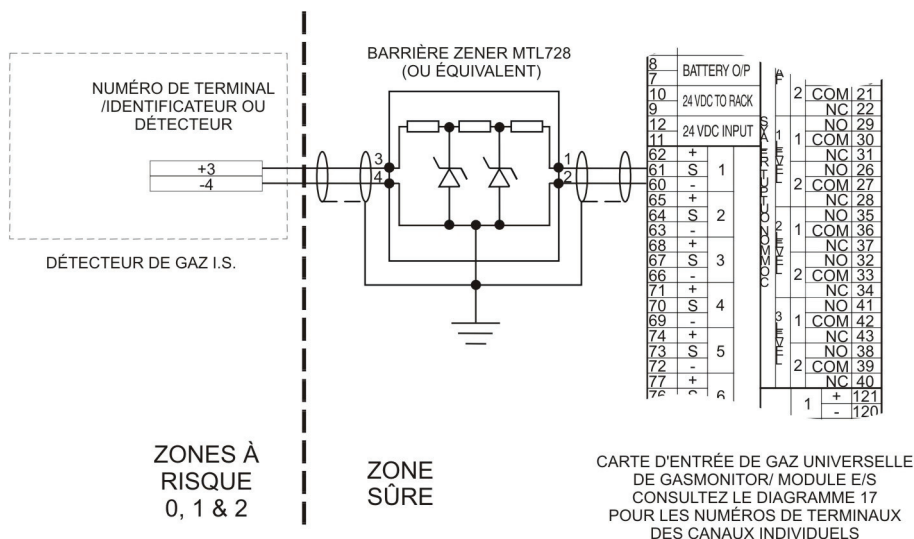 BARRIÈRE ZENER MTL728
(OU ÉQUIVALENT)
NUMÉRO DE TERMINAL
/IDENTIFICATEUR OU
DÉTECTEUR
+3
-4
DÉTECTEUR DE GAZ I.S.
3
4
1
2
8
7
BATTERY O/P
10
9
24 VDC TO RACK
12
11
24 VDC INPUT
62 +
61 S 1
60 -
65 +
64 S 2
63 -
68 +
67 S 3
66 -
71 +
70 S 4
69 -
74 +
73 S 5
72 -
77 +
76 S 6
2 COM 21
NC 22
NO 29
1 COM 30
NC 31
NO 26
2 COM 27
NC 28
NO 35
1 COM 36
NC 37
NO 32
2 COM 33
NC 34
NO 41
1 COM 42
NC 43
NO 38
2 COM 39
NC 40
1 + 121
- 120
LEVEL 1
LEVEL 2
LEVEL 3
ZONES À
RISQUE
0, 1 & 2
ZONE
SÛRE
CARTE D'ENTRÉE DE GAZ UNIVERSELLE
DE GASMONITOR/ MODULE E/S
CONSULTEZ LE DIAGRAMME 17
POUR LES NUMÉROS DE TERMINAUX
DES CANAUX INDIVIDUELS